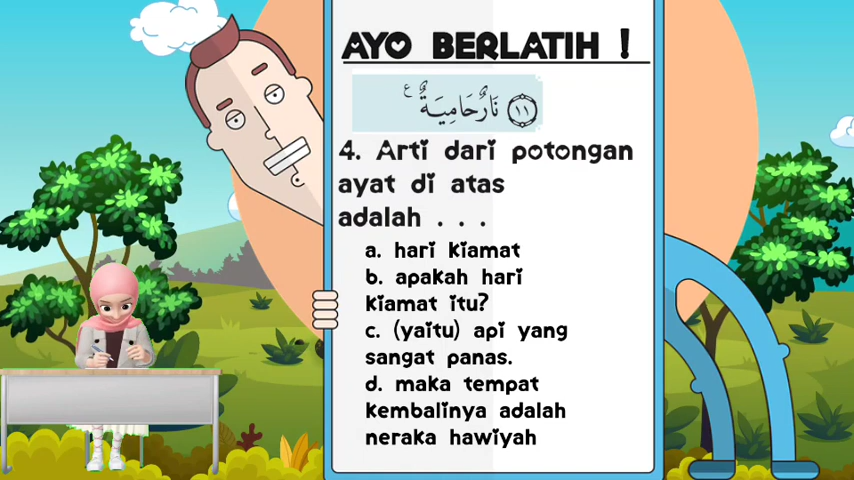 AYO BERLATIH !
نَارٌ حَامِيَةٌ ۝١١ ع
4. Arti dari potongan
ayat di atas
adalah . . .
a. hari kiamat
b. apakah hari
kiamat itu?
c. (yaitu) api yang
sangat panas.
d. maka tempat
kembalinya adalah
neraka hawiyah